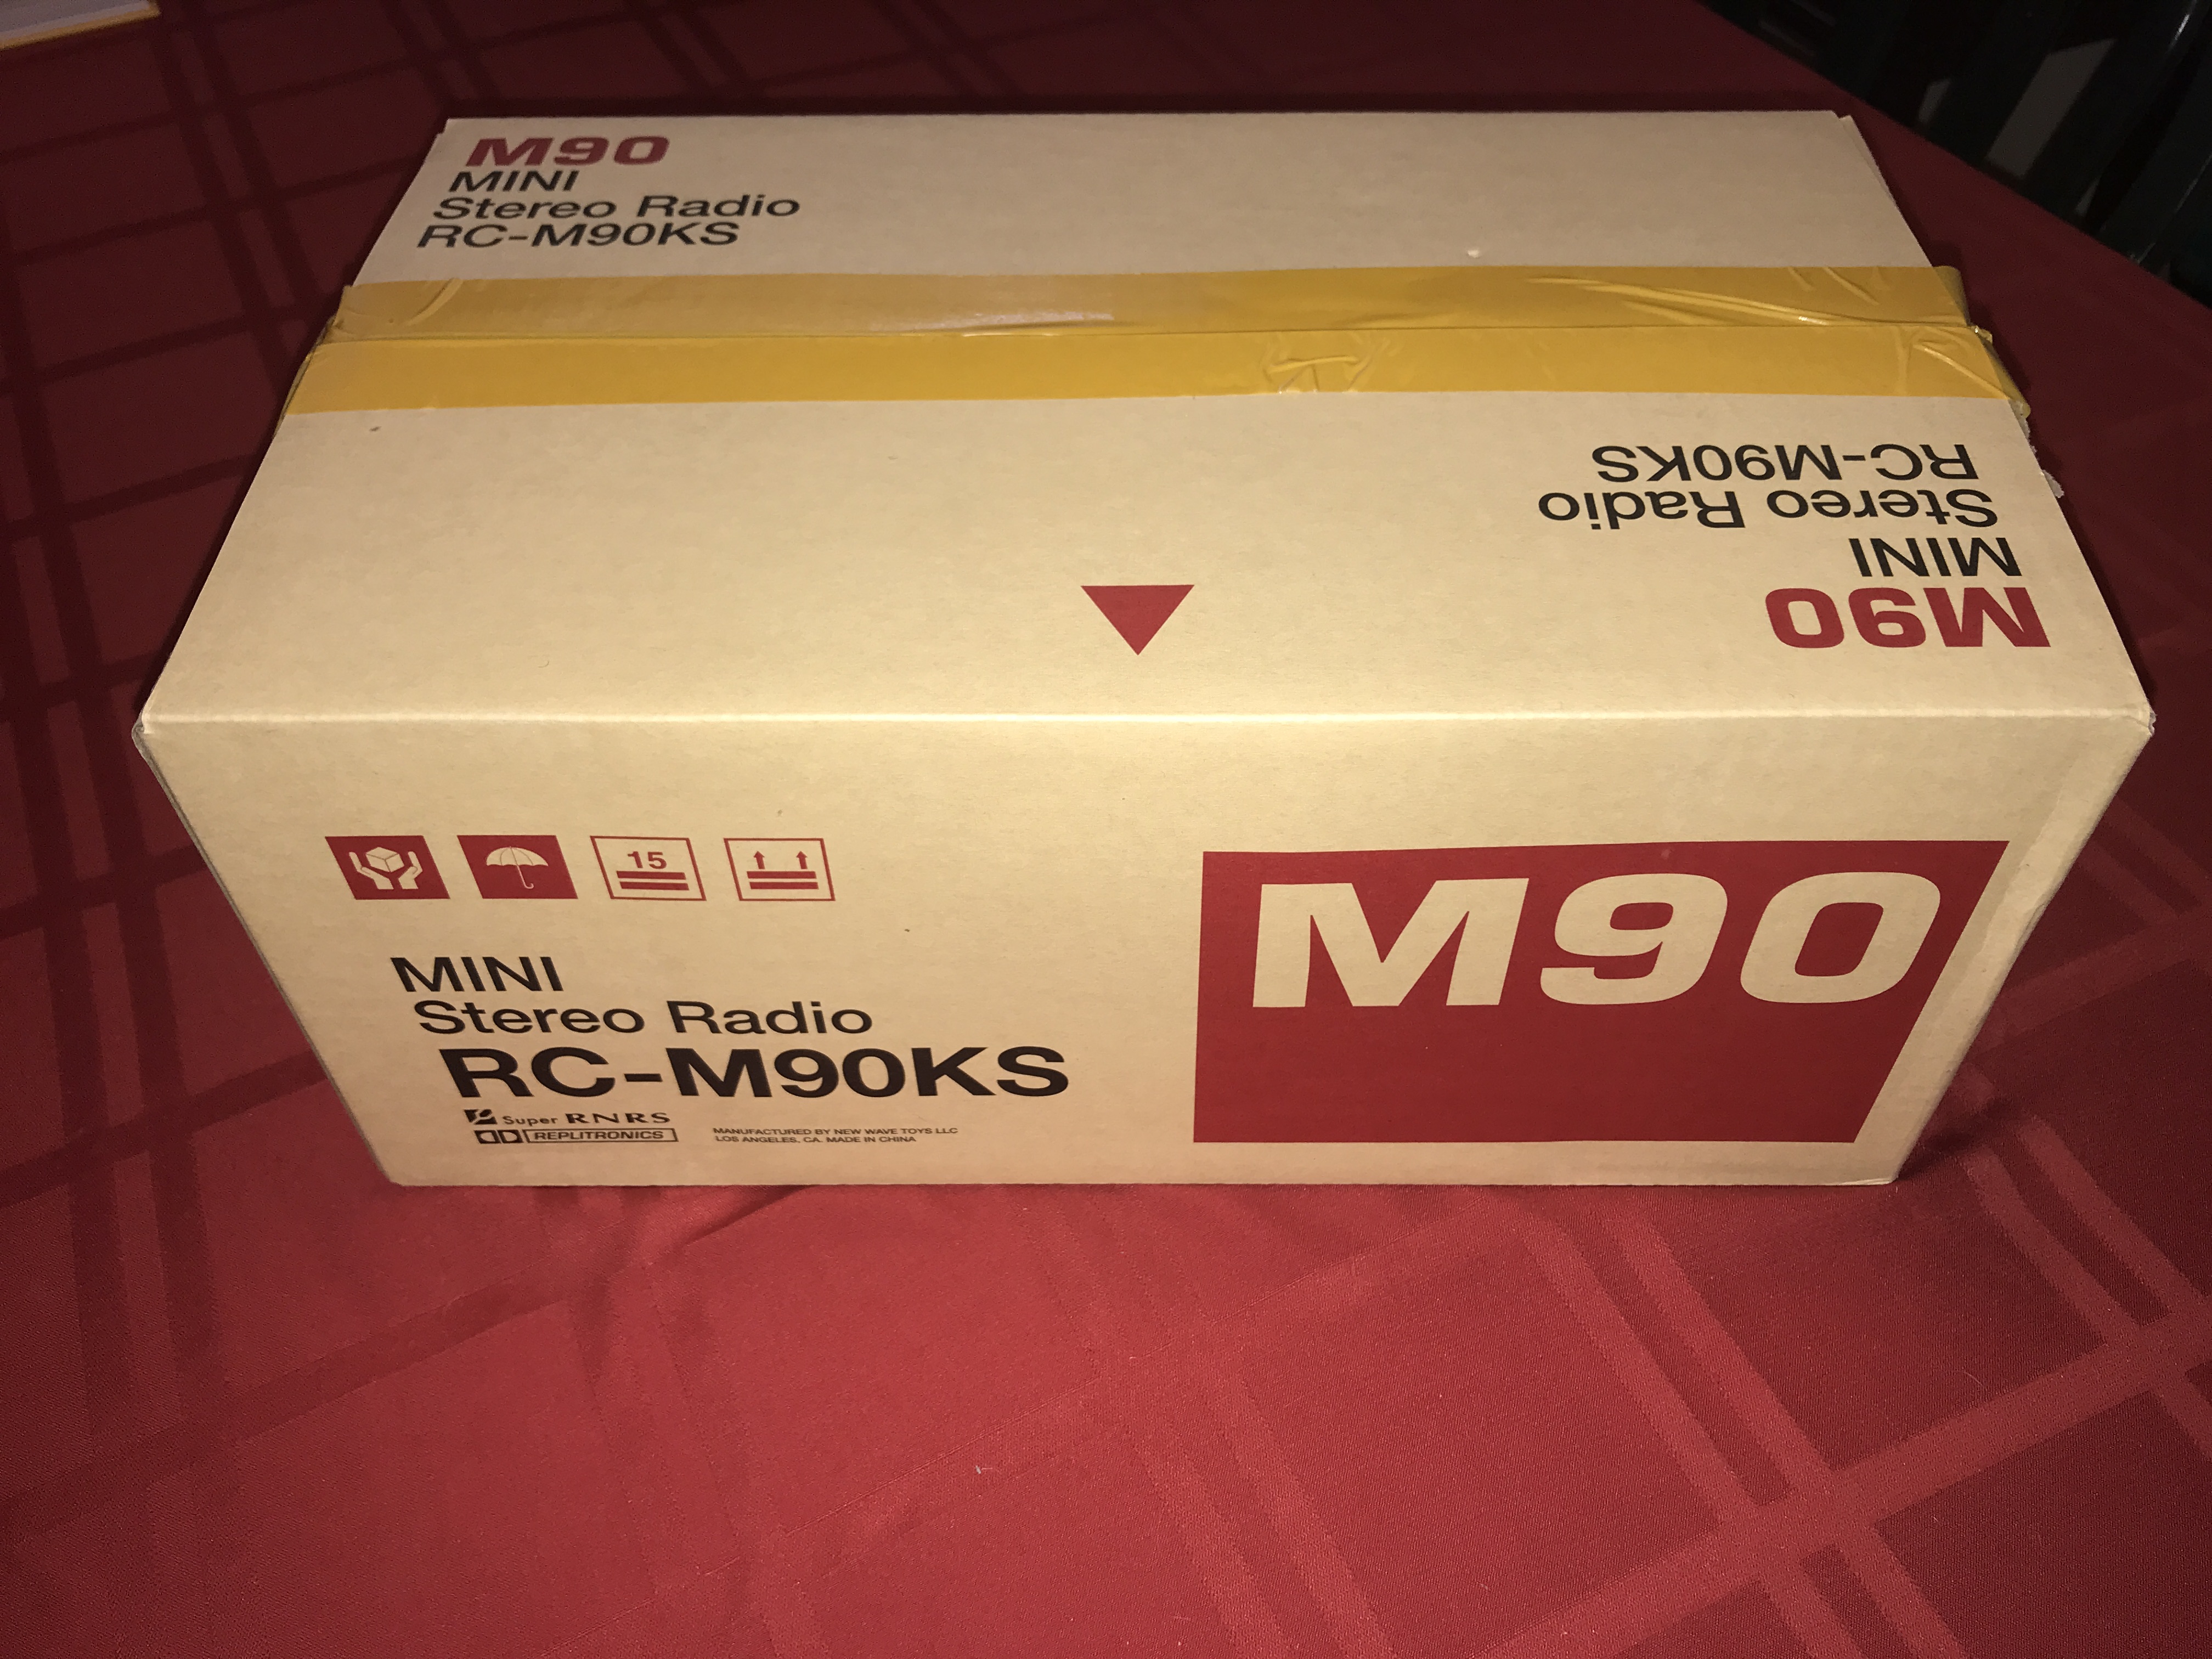 M90
MINI
Stereo Radio
RC-M90KS
M90
MINI
Stereo Radio
RC-M90KS
15
MINI
Stereo Radio
RC-M90KS
Super RNRS
REPLITRONICS
MANUFACTURED BY NEW WAVE TOYS LLC
LOS ANGELES, CA. MADE IN CHINA
M90